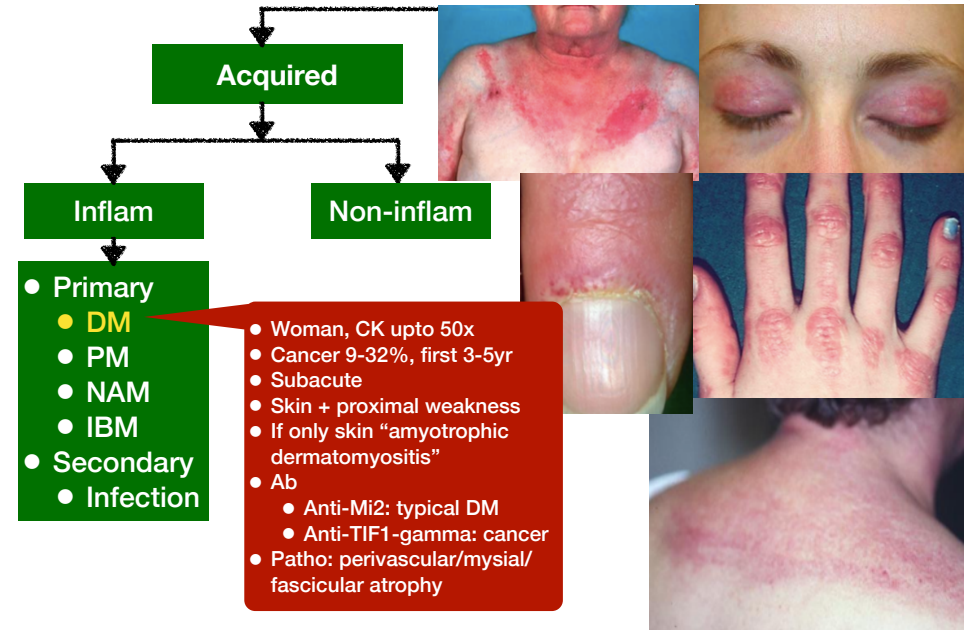 Acquired
Inflam
Non-inflam
Primary
DM
PM
NAM
IBM
Secondary
Infection
Woman, CK upto 50x
Cancer 9-32%, first 3-5yr
Subacute
Skin + proximal weakness
If only skin “amyotrophic
dermatomyositis”
Ab
Anti-Mi2: typical DM
Anti-TIF1-gamma: cancer
Patho: perivascular/mysial/
fascicular atrophy